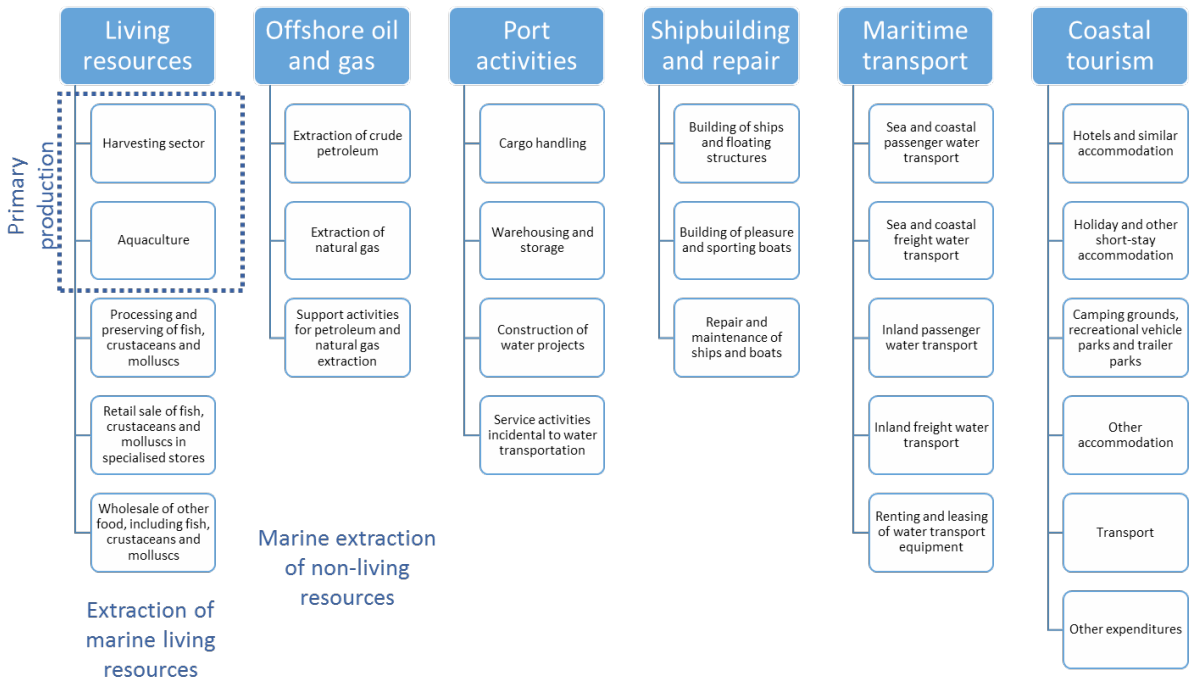 Living
resources
Offshore oil
and gas
Port
activities
Shipbuilding
and repair
Maritime
transport
Coastal
tourism
Primary
production
Harvesting sector
Aquaculture
Processing and
preserving of fish,
crustaceans and
molluscs
Retail sale of fish,
crustaceans and
molluscs in
specialised stores
Wholesale of other
food, including fish,
crustaceans and
molluscs
Extraction of
marine living
resources
Extraction of crude
petroleum
Extraction of
natural gas
Support activities
for petroleum and
natural gas
extraction
Marine extraction
of non-living
resources
Cargo handling
Warehousing and
storage
Construction of
water projects
Service activities
incidental to water
transportation
Building of ships
and floating
structures
Building of pleasure
and sporting boats
Repair and
maintenance of
ships and boats
Sea and coastal
passenger water
transport
Sea and coastal
freight water
transport
Inland passenger
water transport
Inland freight water
transport
Renting and leasing
of water transport
equipment
Hotels and similar
accommodation
Holiday and other
short-stay
accommodation
Camping grounds,
recreational vehicle
parks and trailer
parks
Other
accommodation
Transport
Other expenditures